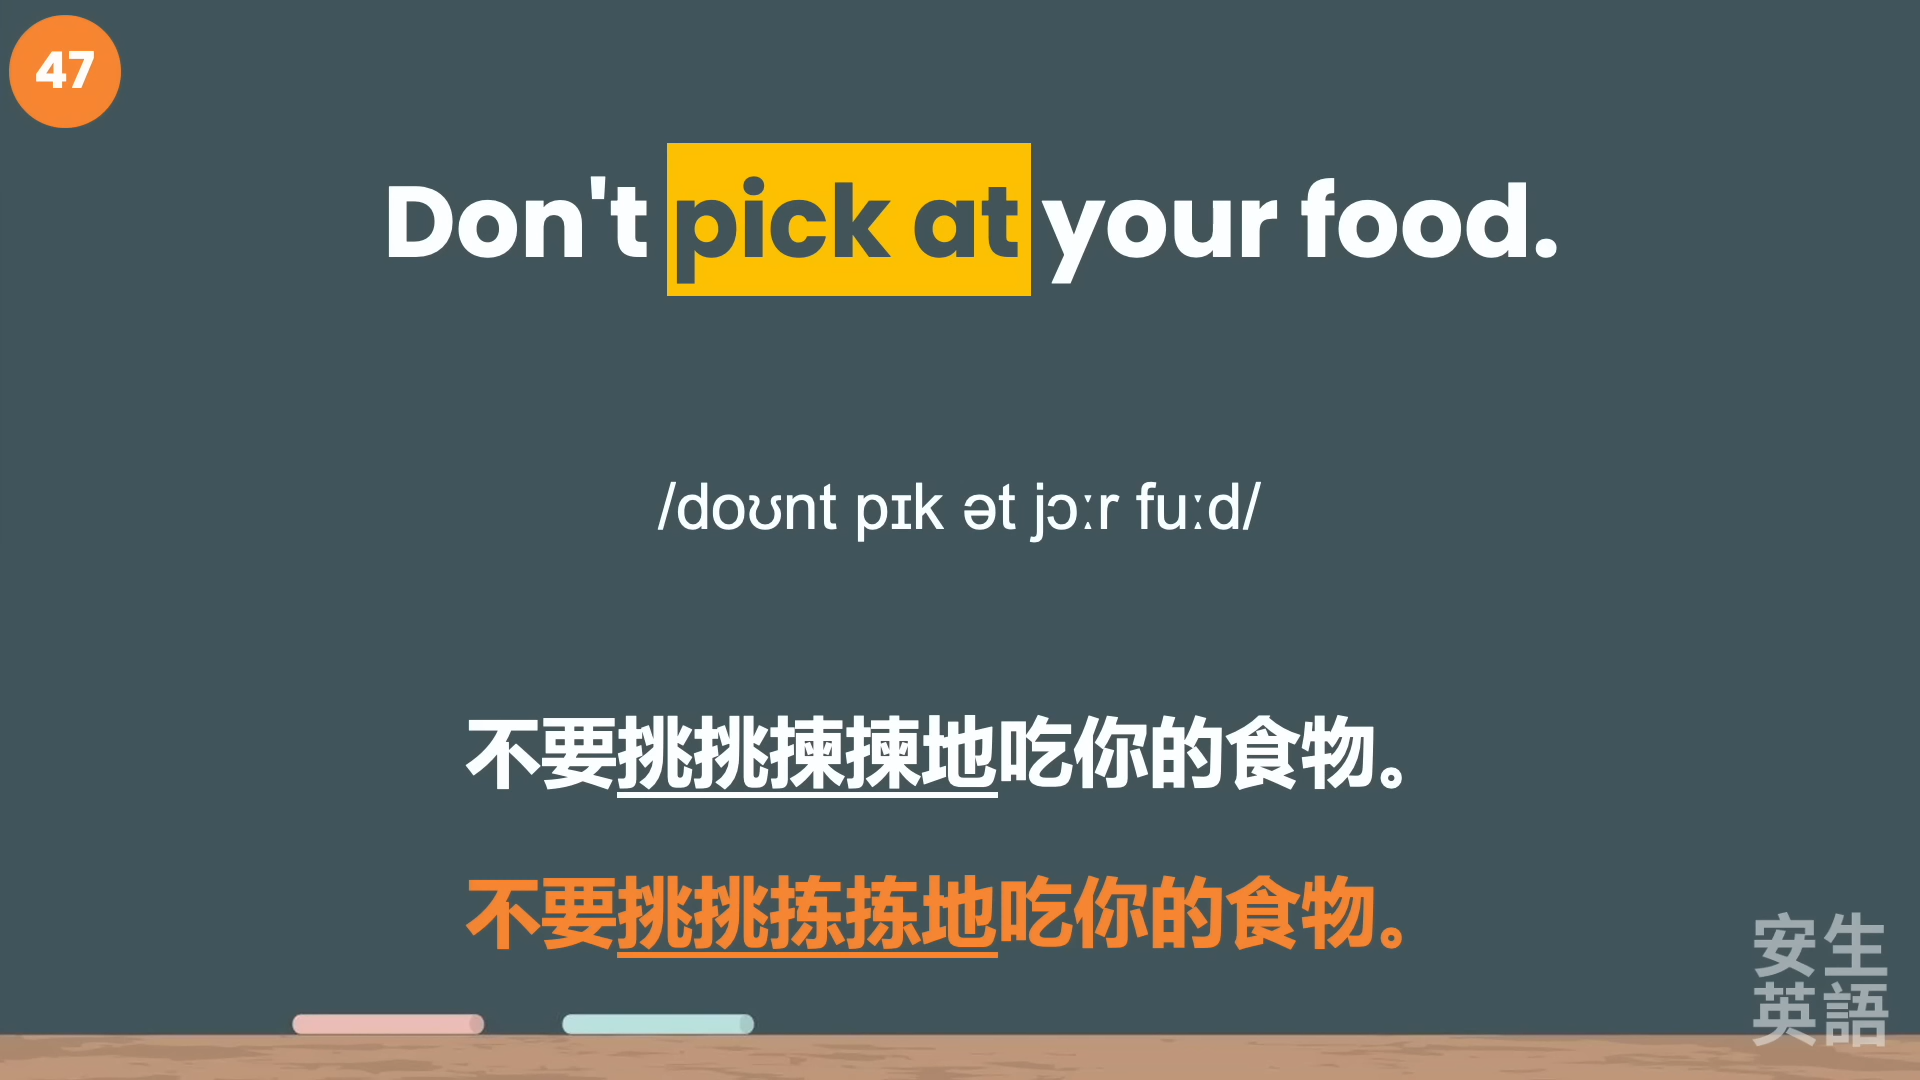 47
Don't pick at your food.
/doʊnt pɪk ət jɔːr fuːd/
不要挑挑揀揀地吃你的食物。
不要挑挑拣拣地吃你的食物。
安生
英語